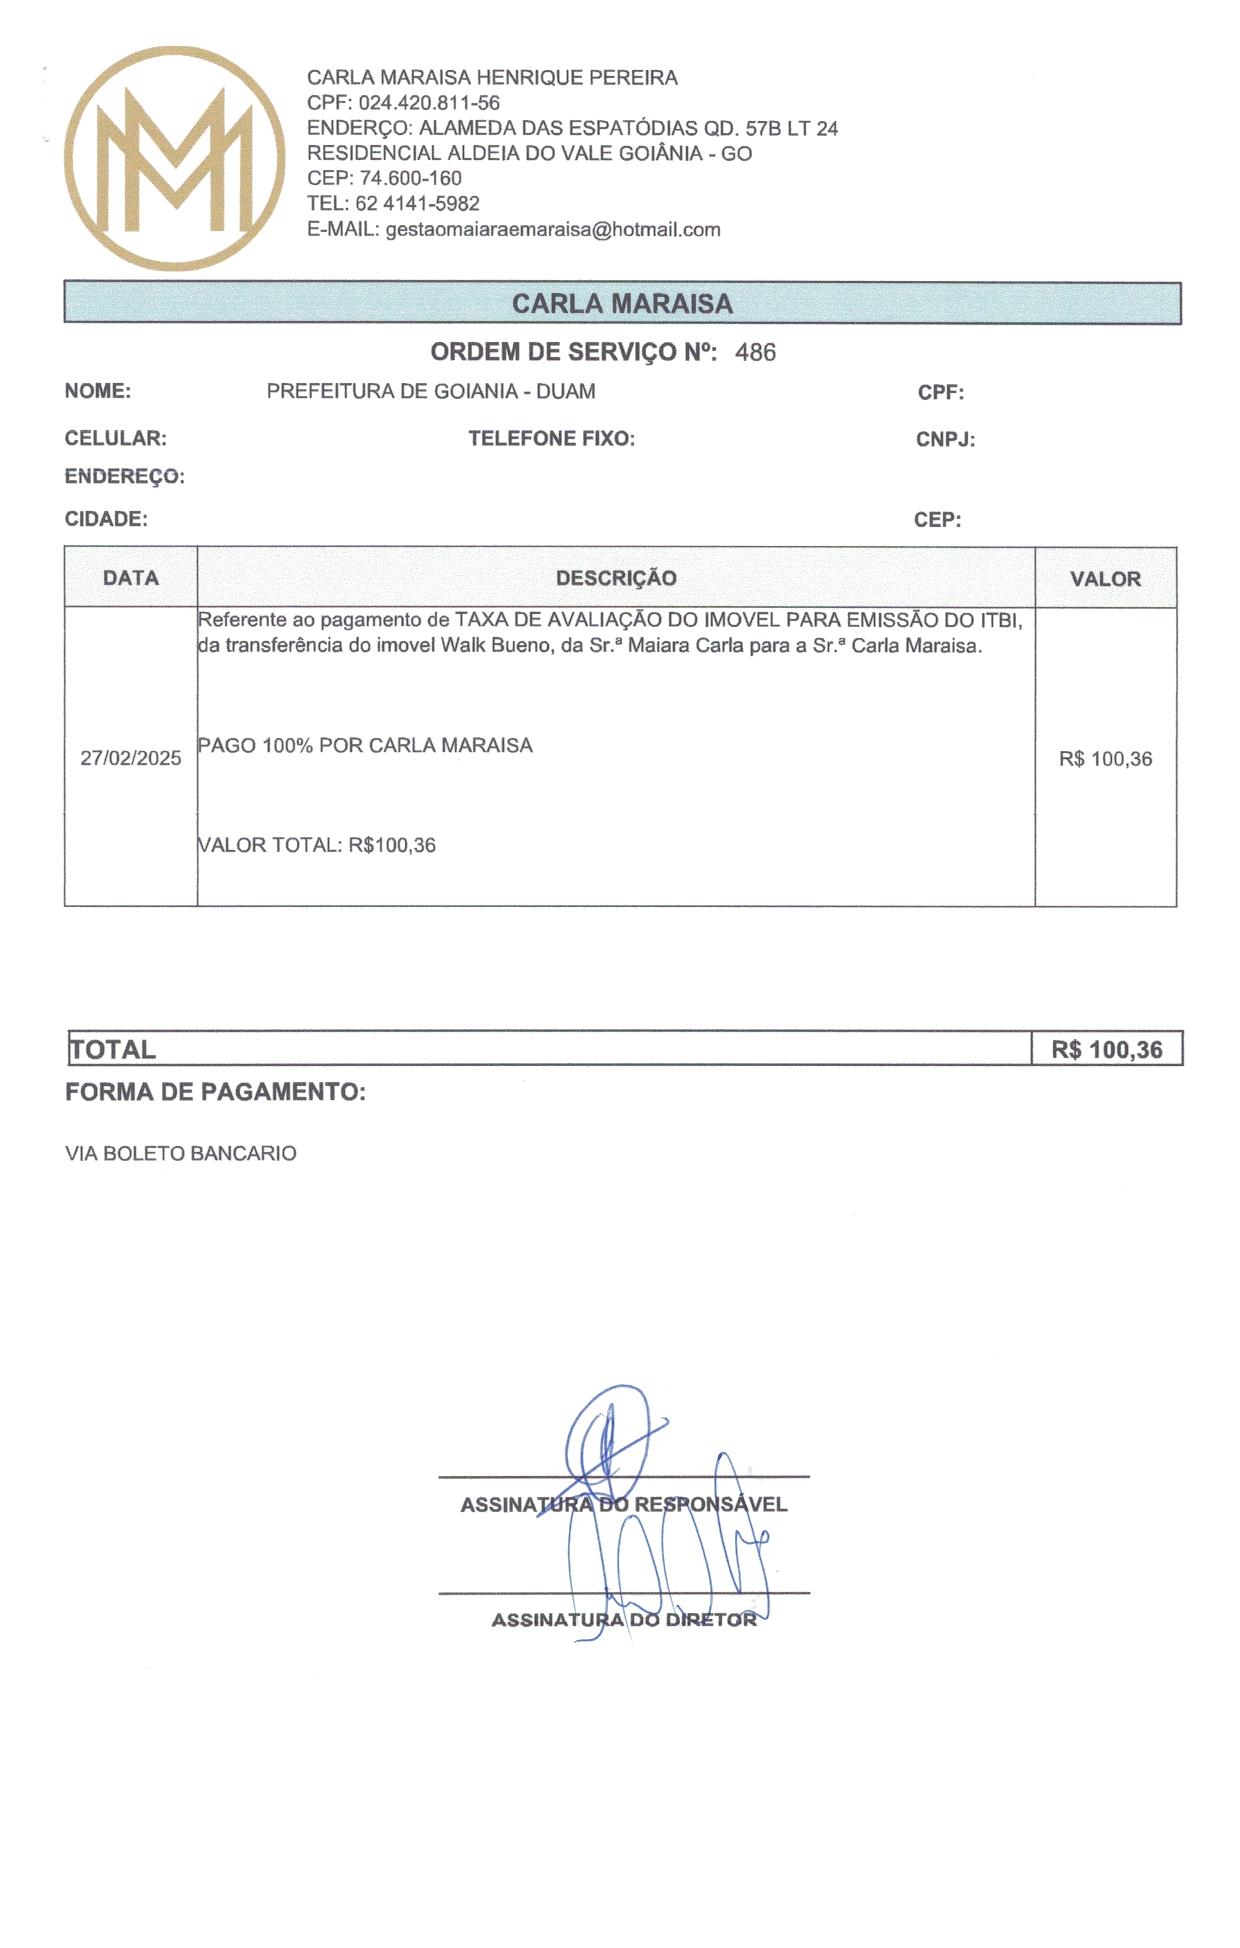 CARLA MARAISA HENRIQUE PEREIRA
CPF: 024.420.811-56
ENDERÇO: ALAMEDA DAS ESPATÓDIAS QD. 57B LT 24
RESIDENCIAL ALDEIA DO VALE GOIÂNIA - GO
CEP: 74.600-160
TEL: 62 4141-5982
E-MAIL: gestaomaiaraemaraisa@hotmail.com
CARLA MARAISA
ORDEM DE SERVIÇO Nº: 486
NOME: PREFEITURA DE GOIANIA - DUAM CPF:
CELULAR: TELEFONE FIXO: CNPJ:
ENDEREÇO:
CIDADE: CEP:
DATA DESCRIÇÃO VALOR
Referente ao pagamento de TAXA DE AVALIAÇÃO DO IMOVEL PARA EMISSÃO DO ITBI,
da transferência do imovel Walk Bueno, da Sr.ª Maiara Carla para a Sr.ª Carla Maraisa.
PAGO 100% POR CARLA MARAISA
27/02/2025 R$ 100,36
VALOR TOTAL: R$100,36
TOTAL R$ 100,36
FORMA DE PAGAMENTO:
VIA BOLETO BANCARIO
ASSINATURA DO RESPONSÁVEL
ASSINATURA DO DIRETOR